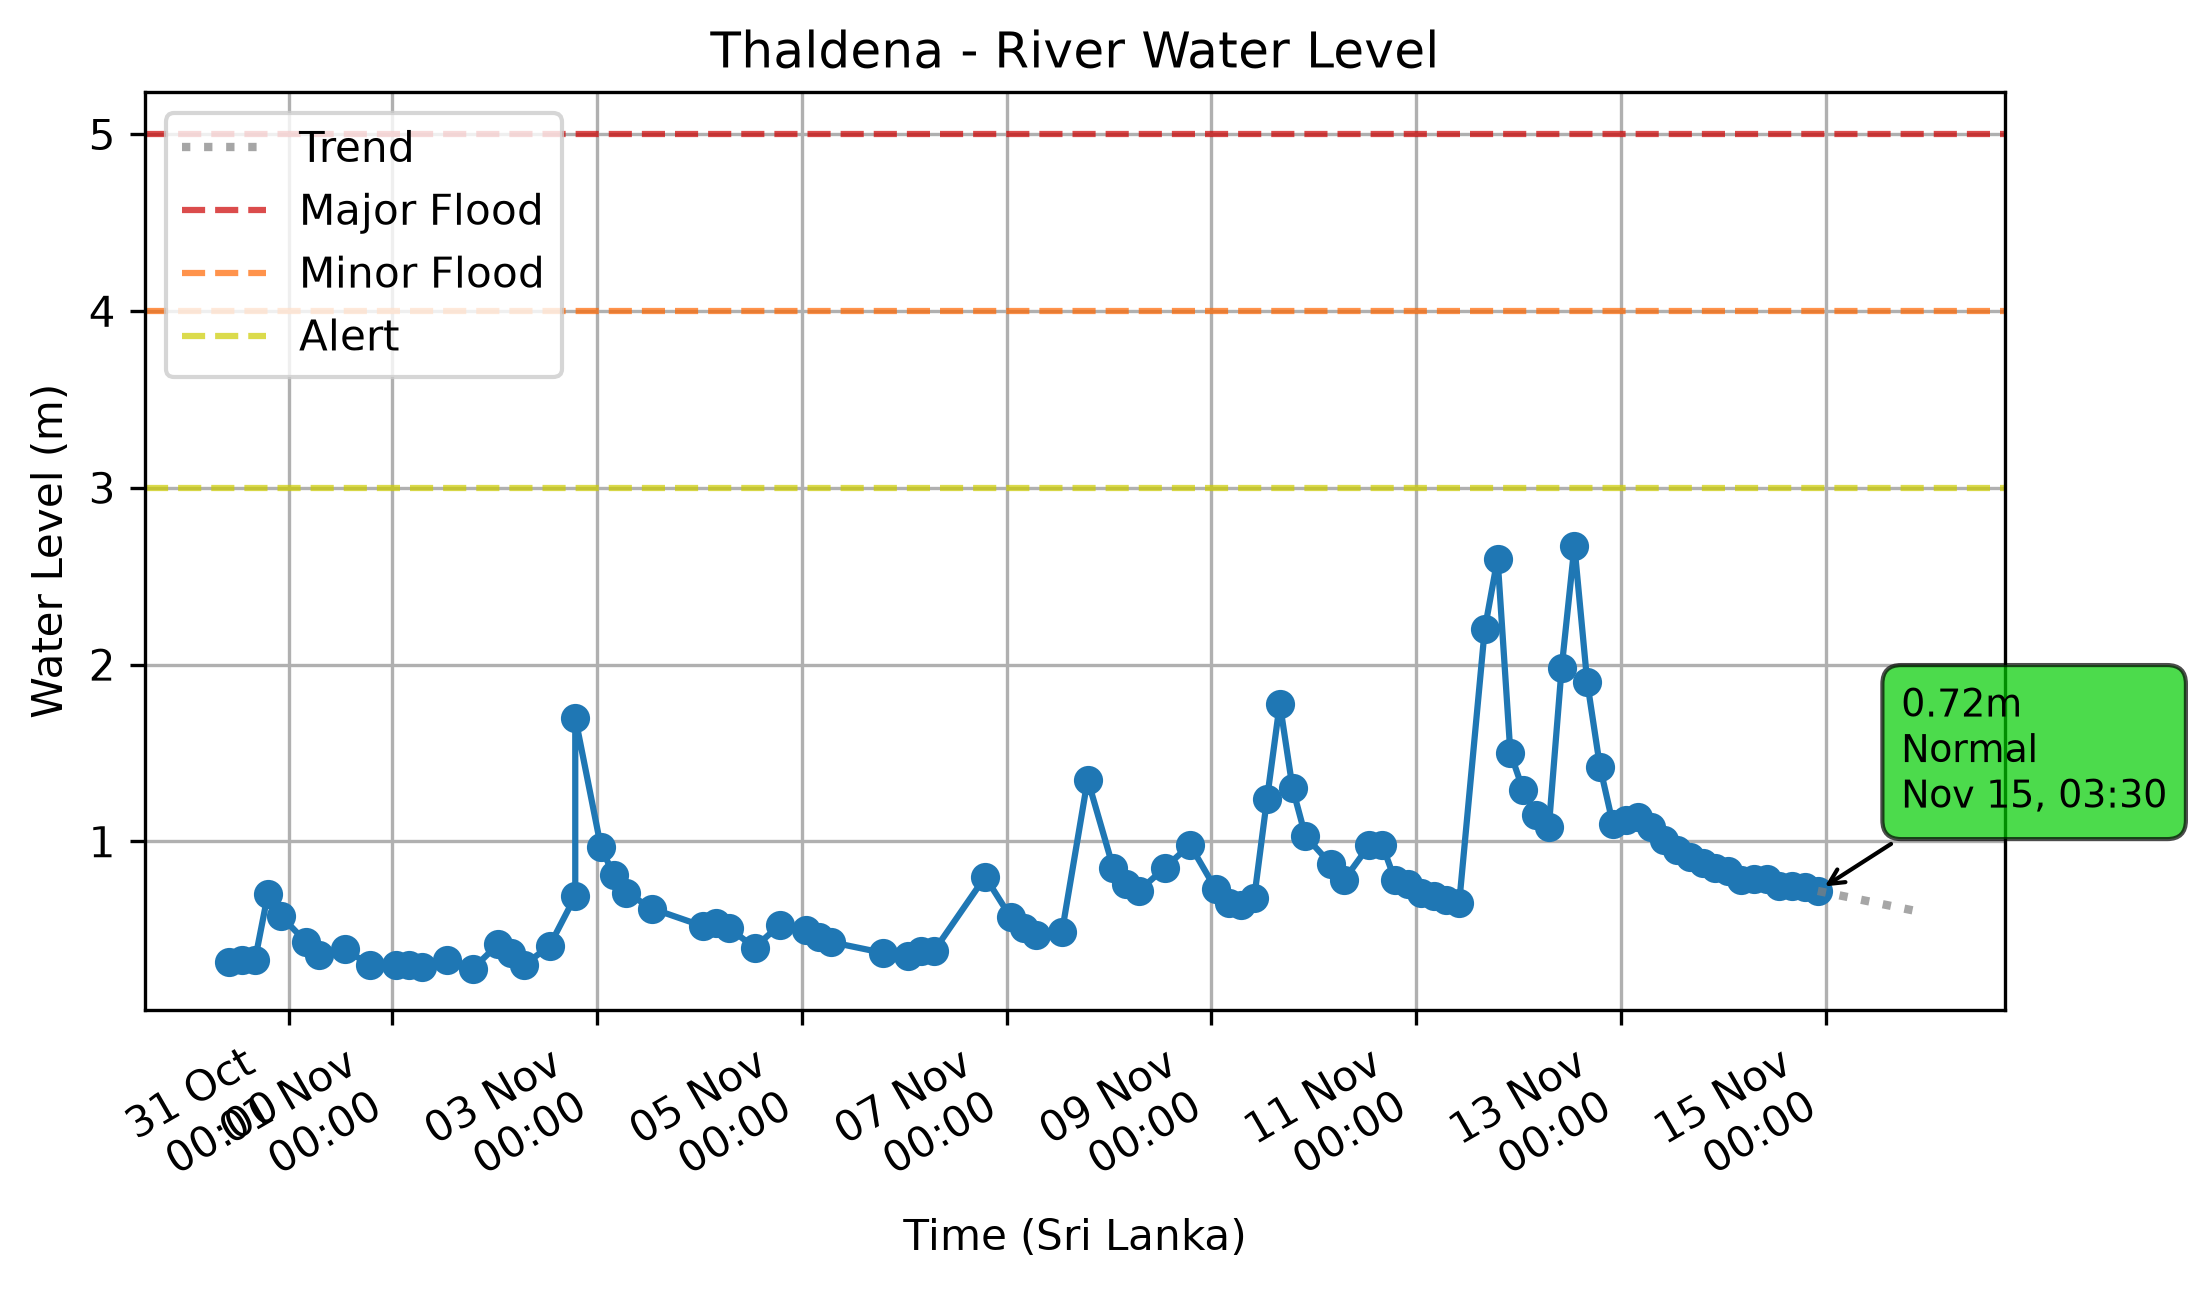 Thaldena - River Water Level
Trend
Major Flood
Minor Flood
Alert
5
4
3
2
1
Water Level (m)
0.72m
Normal
Nov 15, 03:30
31 Oct
00:00
01 Nov
00:00
03 Nov
00:00
05 Nov
00:00
07 Nov
00:00
09 Nov
00:00
11 Nov
00:00
13 Nov
00:00
15 Nov
00:00
Time (Sri Lanka)